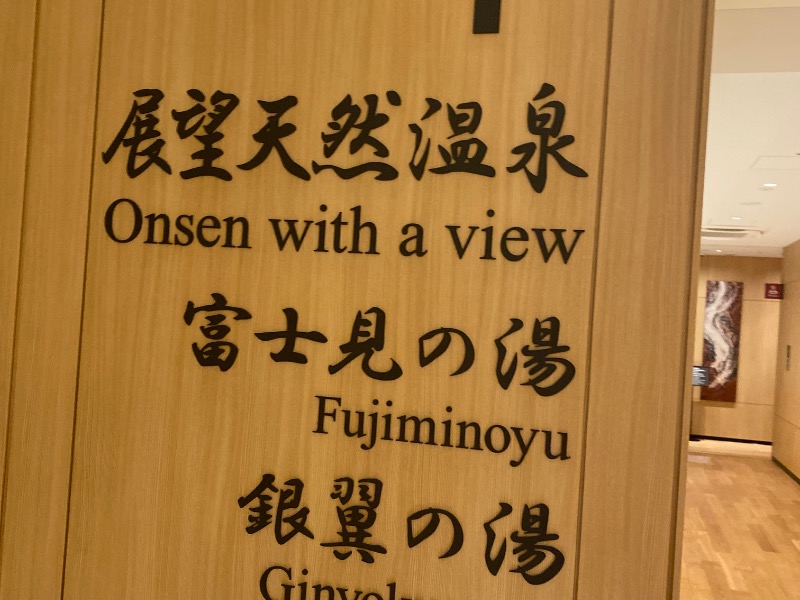 展望天然温泉
Onsen with a view
富士見の湯
Fujiminoyu
銀翼の湯